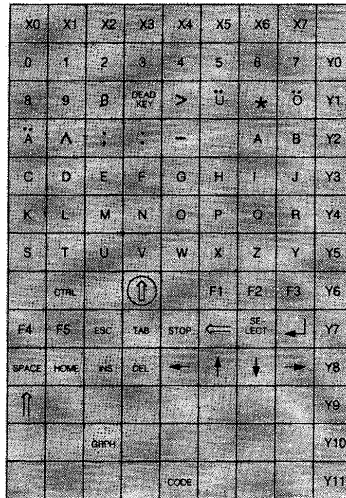 X0 X1 X2 X3 X4 X5 X6 X7
0 1 2 3 4 5 6 7 Y0
8 9 β DEAD KEY > Ü * Ö Y1
Ä ∧ ; : − A B Y2
C D E F G H I J Y3
K L M N O P Q R Y4
S T U V W X Z Y Y5
CTRL ⇧ F1 F2 F3 Y6
F4 F5 ESC TAB STOP ⇐ SE-LECT ↵ Y7
SPACE HOME INS DEL ← ↑ ↓ → Y8
⇑ Y9
GRPH Y10
CODE Y11